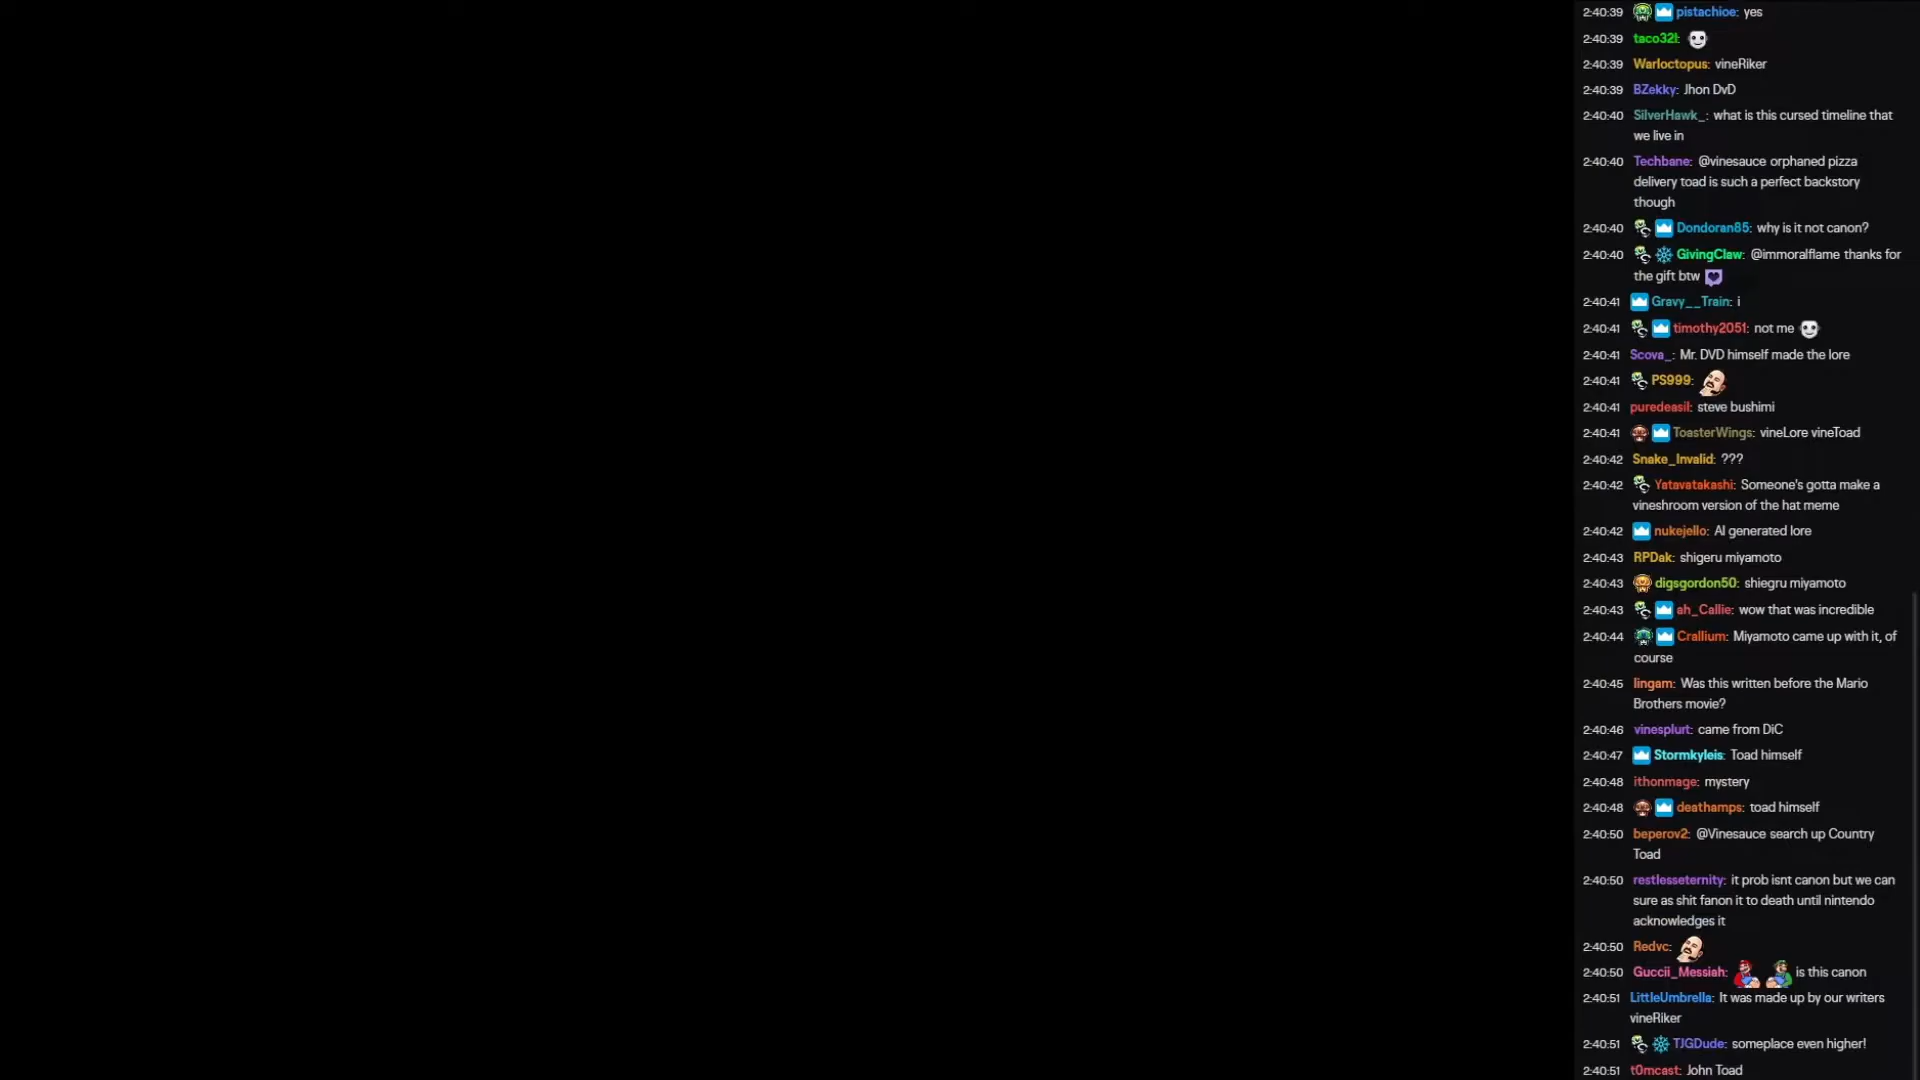 2:40:39 pistachioe: yes
2:40:39 taco32l:
2:40:39 Warloctopus: vineRiker
2:40:39 BZekky: Jhon DvD
2:40:40 SilverHawk_: what is this cursed timeline that
we live in
2:40:40 Techbane: @vinesauce orphaned pizza
delivery toad is such a perfect backstory
though
2:40:40 Dondoran85: why is it not canon?
2:40:40 GivingClaw: @immoralflame thanks for
the gift btw
2:40:41 Gravy__Train: i
2:40:41 timothy2051: not me
2:40:41 Scova_: Mr. DVD himself made the lore
2:40:41 PS999:
2:40:41 puredeasil: steve bushimi
2:40:41 ToasterWings: vineLore vineToad
2:40:42 Snake_Invalid: ???
2:40:42 Yatavatakashi: Someone's gotta make a
vineshroom version of the hat meme
2:40:42 nukejello: AI generated lore
2:40:43 RPDak: shigeru miyamoto
2:40:43 digsgordon50: shiegru miyamoto
2:40:43 ah_Callie: wow that was incredible
2:40:44 Crallium: Miyamoto came up with it, of
course
2:40:45 lingam: Was this written before the Mario
Brothers movie?
2:40:46 vinesplurt: came from DiC
2:40:47 Stormkyleis: Toad himself
2:40:48 ithonmage: mystery
2:40:48 deathamps: toad himself
2:40:50 beperov2: @Vinesauce search up Country
Toad
2:40:50 restlesseternity: it prob isnt canon but we can
sure as shit fanon it to death until nintendo
acknowledges it
2:40:50 Redvc:
2:40:50 Guccii_Messiah: is this canon
2:40:51 LittleUmbrella: It was made up by our writers
vineRiker
2:40:51 TJGDude: someplace even higher!
2:40:51 t0mcast: John Toad